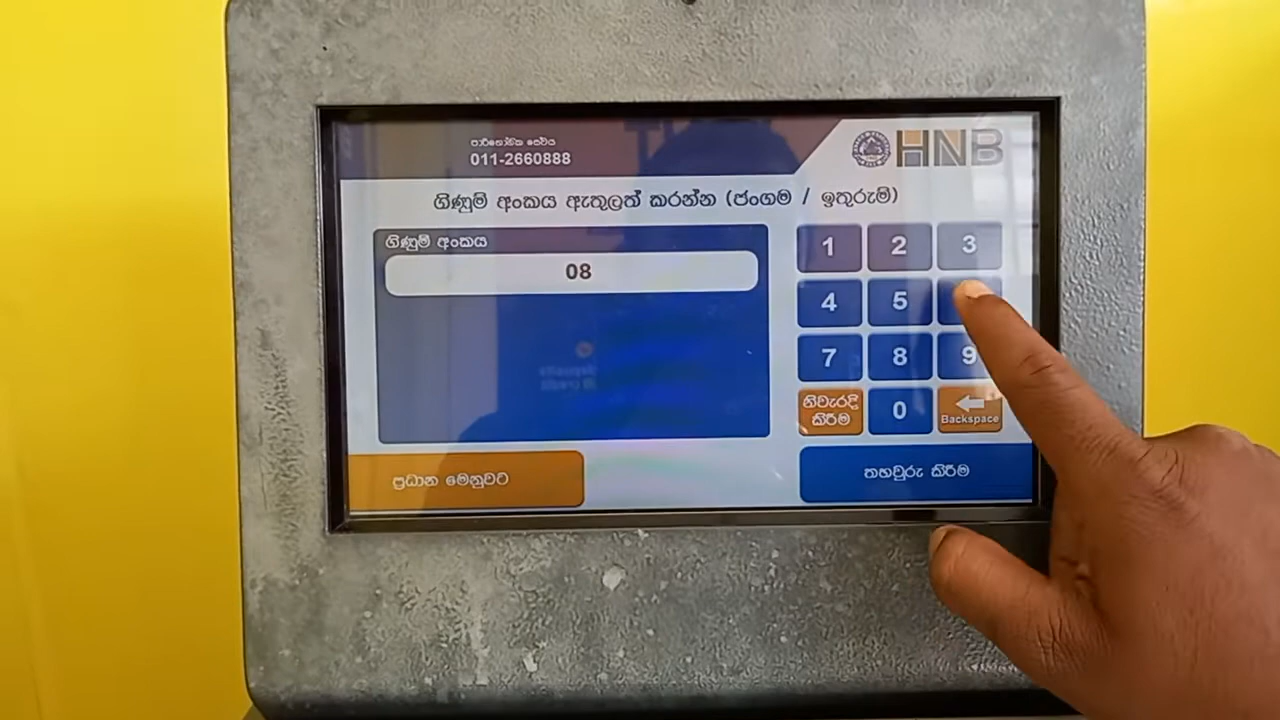 පාරිභෝගික සේවය
011-2660888
HNB
ගිණුම් අංකය ඇතුලත් කරන්න (ජංගම / ඉතුරුම්)
ගිණුම් අංකය
08
1 2 3
4 5
7 8 9
නිවැරදි
කිරීම
0
Backspace
ප්‍රධාන මෙනුවට
තහවුරු කිරීම